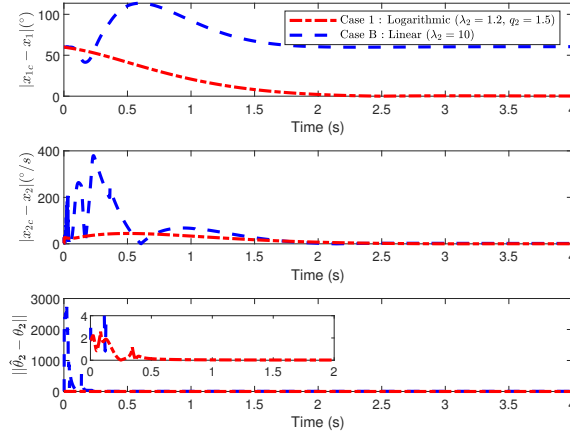 100
50
0
0 0.5 1 1.5 2 2.5 3 3.5 4
|x₁c − x₁|(°)
Time (s)
Case 1 : Logarithmic (λ₂ = 1.2, q₂ = 1.5)
Case B : Linear (λ₂ = 10)
400
200
0
0 0.5 1 1.5 2 2.5 3 3.5 4
|x₂c − x₂|(°/s)
Time (s)
3000
2000
1000
0
0 0.5 1 1.5 2 2.5 3 3.5 4
||θ̂₂ − θ₂||
Time (s)
4
2
0
0 0.5 1 1.5 2